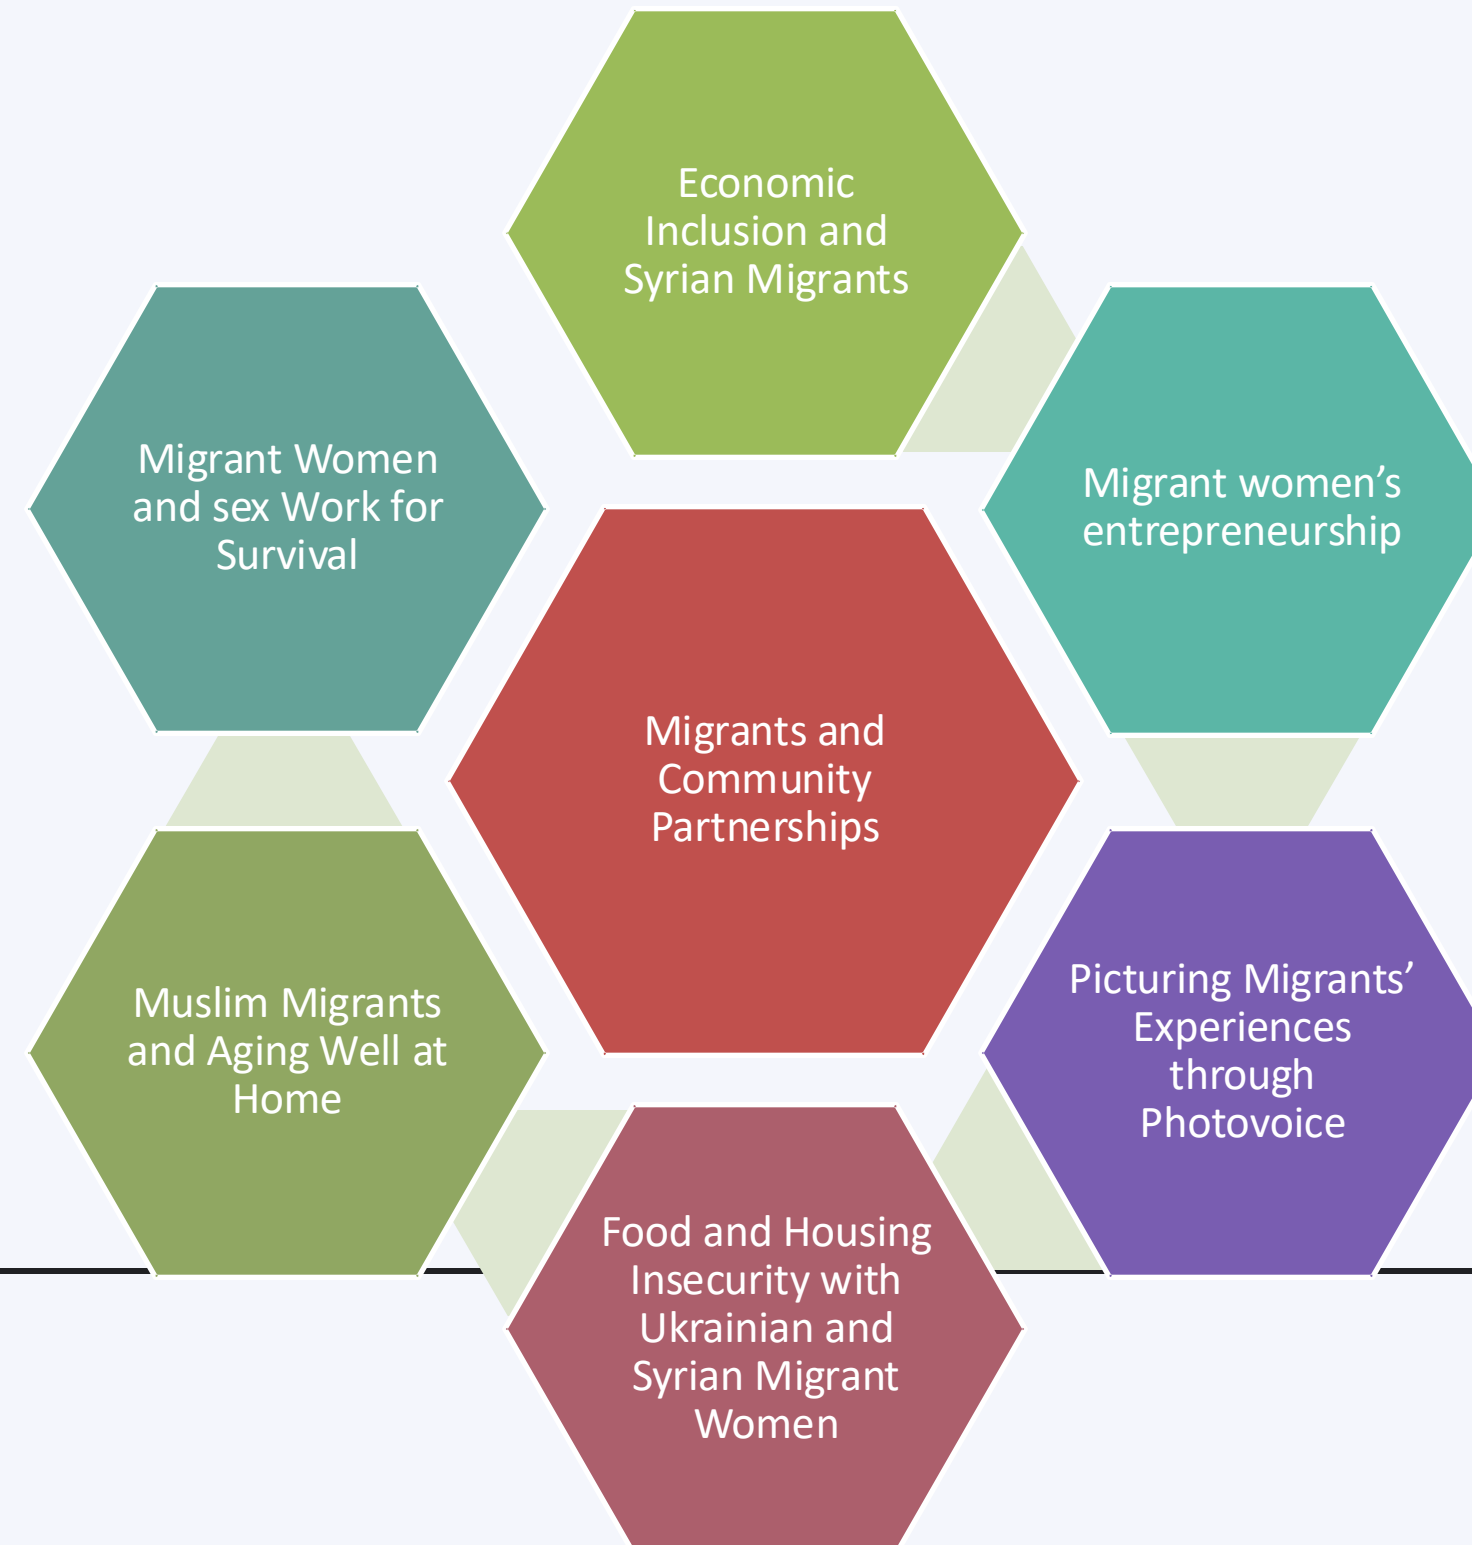 Economic
Inclusion and
Syrian Migrants
Migrant women’s
entrepreneurship
Picturing Migrants’
Experiences
through
Photovoice
Food and Housing
Insecurity with
Ukrainian and
Syrian Migrant
Women
Muslim Migrants
and Aging Well at
Home
Migrant Women
and sex Work for
Survival
Migrants and
Community
Partnerships